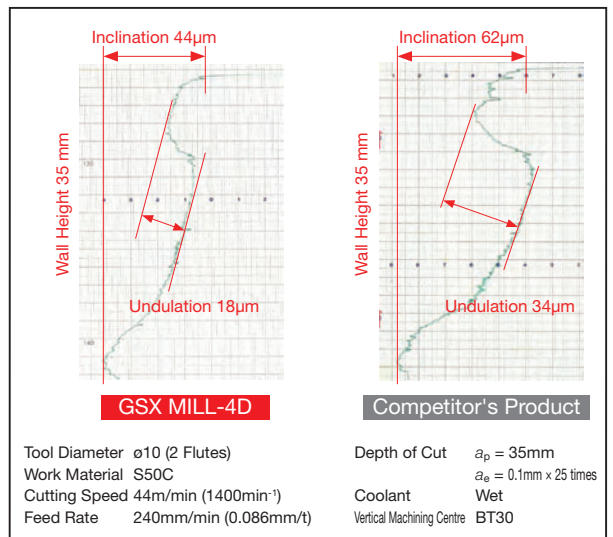 Inclination 44µm
Wall Height 35 mm
130
140
Undulation 18µm
GSX MILL-4D
Inclination 62µm
Wall Height 35 mm
Undulation 34µm
Competitor's Product
Tool Diameter ø10 (2 Flutes)
Work Material S50C
Cutting Speed 44m/min (1400min⁻¹)
Feed Rate 240mm/min (0.086mm/t)
Depth of Cut aₚ = 35mm
aₑ = 0.1mm x 25 times
Coolant Wet
Vertical Machining Centre BT30